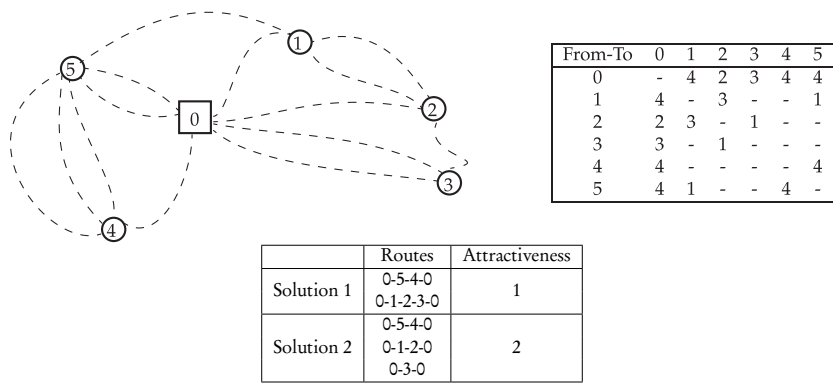 1
5
0
2
3
4
From-To 0 1 2 3 4 5
0 - 4 2 3 4 4
1 4 - 3 - - 1
2 2 3 - 1 - -
3 3 - 1 - - -
4 4 - - - - 4
5 4 1 - - 4 -
Routes Attractiveness
Solution 1 0-5-4-0 0-1-2-3-0 1
Solution 2 0-5-4-0 0-1-2-0 0-3-0 2